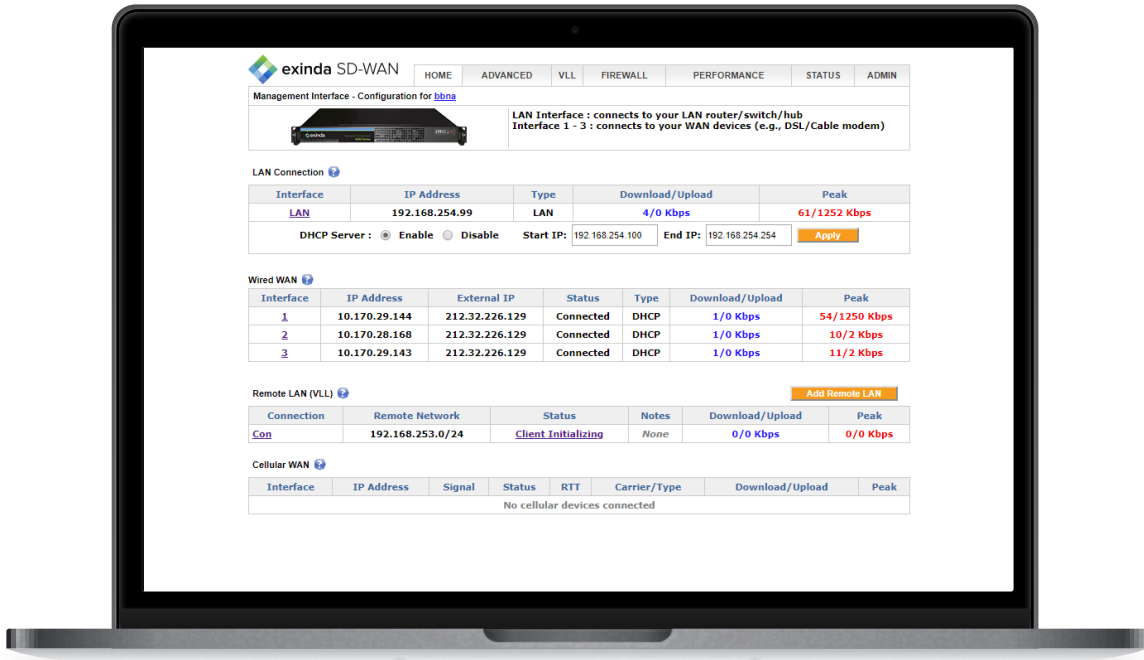 exinda SD-WAN
HOME ADVANCED VLL FIREWALL PERFORMANCE STATUS ADMIN
Management Interface - Configuration for bbna
exinda
LAN Interface : connects to your LAN router/switch/hub
Interface 1 - 3 : connects to your WAN devices (e.g., DSL/Cable modem)
LAN Connection ?
Interface IP Address Type Download/Upload Peak
LAN 192.168.254.99 LAN 4/0 Kbps 61/1252 Kbps
DHCP Server : Enable Disable Start IP: 192.168.254.100 End IP: 192.168.254.254 Apply
Wired WAN ?
Interface IP Address External IP Status Type Download/Upload Peak
1 10.170.29.144 212.32.226.129 Connected DHCP 1/0 Kbps 54/1250 Kbps
2 10.170.28.168 212.32.226.129 Connected DHCP 1/0 Kbps 10/2 Kbps
3 10.170.29.143 212.32.226.129 Connected DHCP 1/0 Kbps 11/2 Kbps
Remote LAN (VLL) ? Add Remote LAN
Connection Remote Network Status Notes Download/Upload Peak
Con 192.168.253.0/24 Client Initializing None 0/0 Kbps 0/0 Kbps
Cellular WAN ?
Interface IP Address Signal Status RTT Carrier/Type Download/Upload Peak
No cellular devices connected